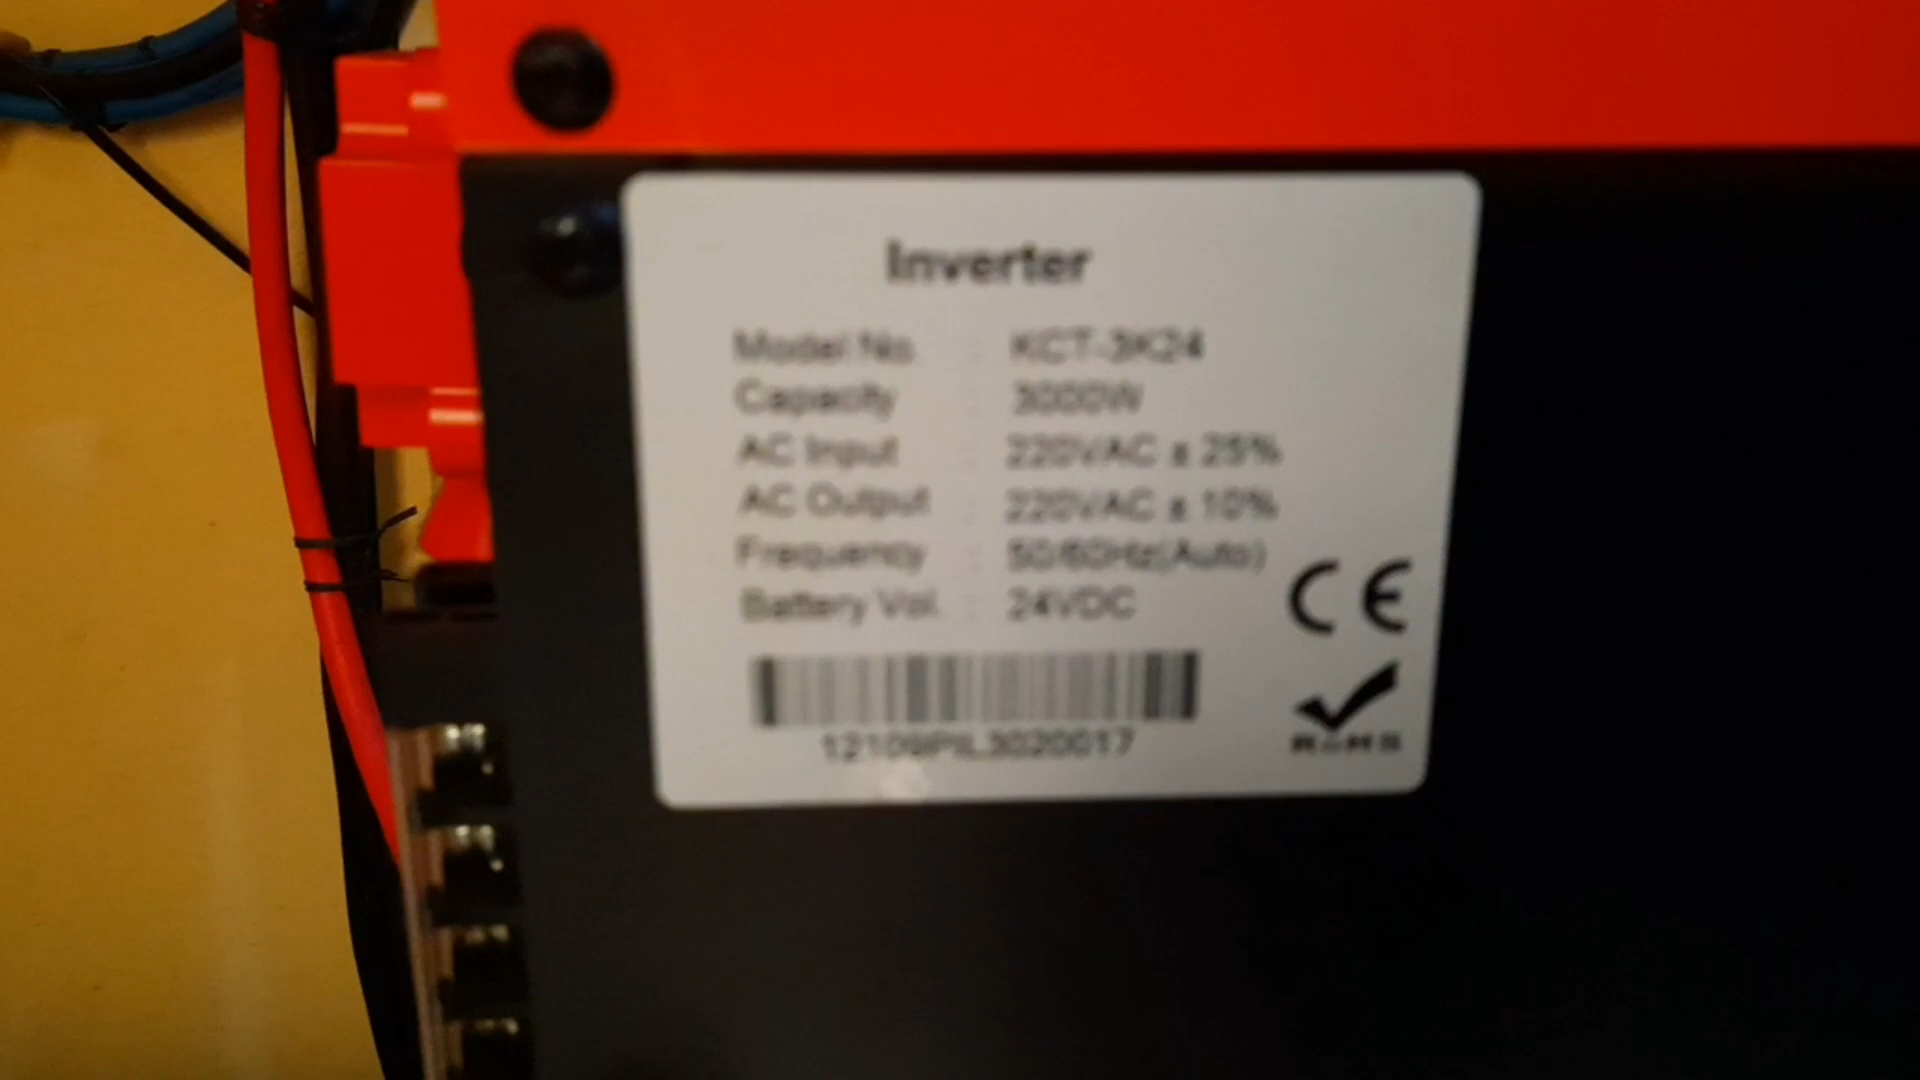 Inverter
Model No. : KCT-3K24
Capacity : 3000W
AC Input : 220VAC ± 25%
AC Output : 220VAC ± 10%
Frequency : 50/60Hz(Auto)
Battery Vol. : 24VDC
CE
12109PIL3020017
RoHS